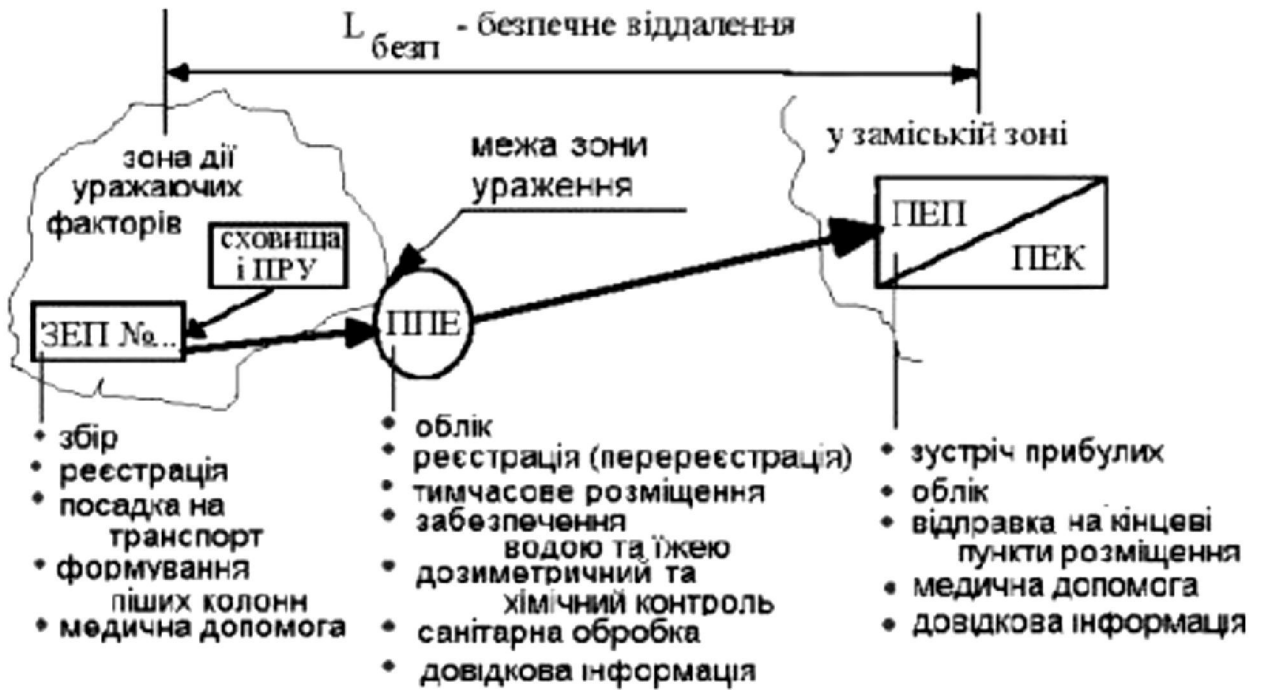 L безп - безпечне віддалення
зона дії
уражаючих
факторів
межа зони
ураження
у заміській зоні
сховища
і ПРУ
ПЕП
ПЕК
ЗЕП №...
ППЕ
• збір
• реєстрація
• посадка на
транспорт
• формування
піших колонн
• медична допомога
• облік
• реєстрація (перереєстрація)
• тимчасове розміщення
• забезпечення
водою та їжею
• дозиметричний та
хімічний контроль
• санітарна обробка
• довідкова інформація
• зустріч прибулих
• облік
• відправка на кінцеві
пункти розміщення
• медична допомога
• довідкова інформація